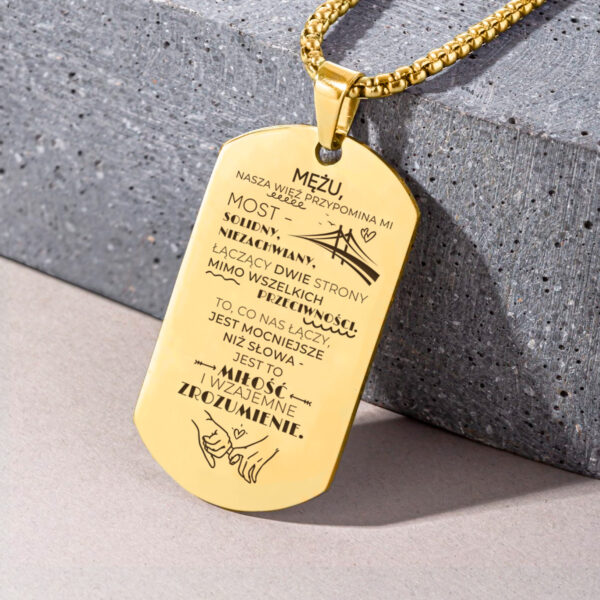 MĘŻU,
NASZA WIĘŹ PRZYPOMINA MI
MOST -
SOLIDNY,
NIEZACHWIANY,
ŁĄCZĄCY DWIE STRONY
MIMO WSZELKICH
PRZECIWNOŚCI.
TO, CO NAS ŁĄCZY,
JEST MOCNIEJSZE
NIŻ SŁOWA -
JEST TO
MIŁOŚĆ
I WZAJEMNE
ZROZUMIENIE.